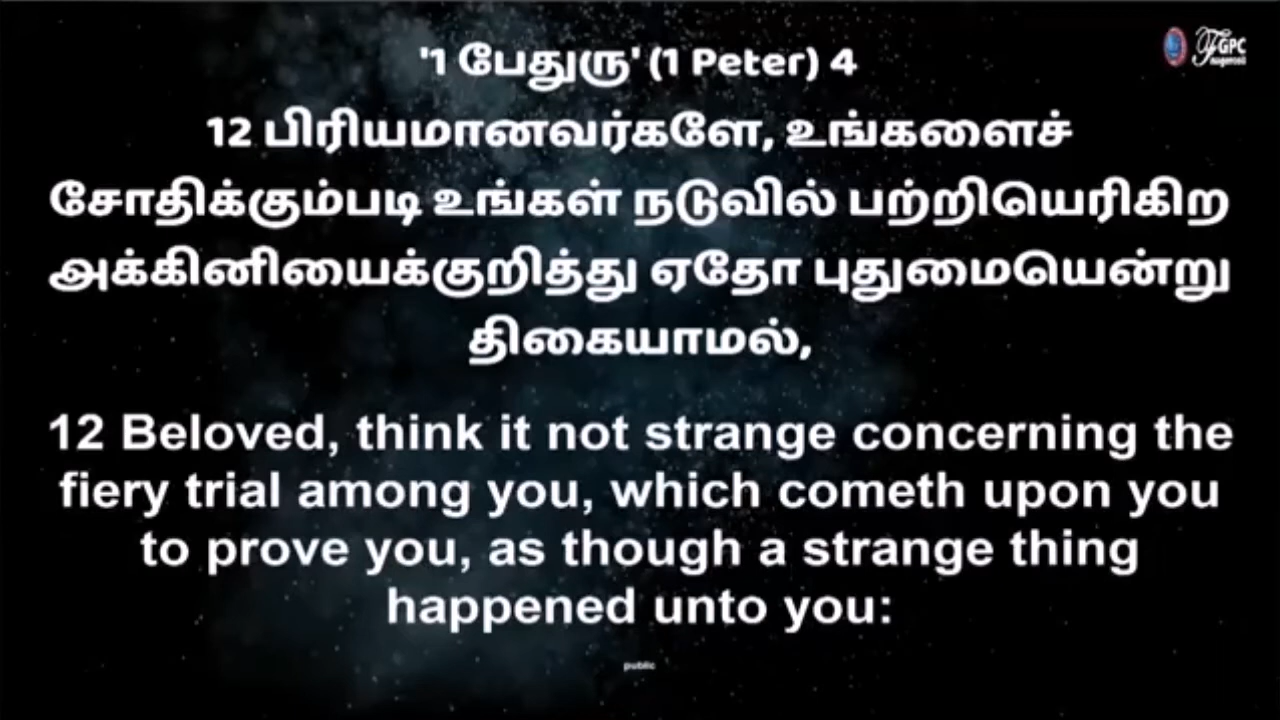 '1 பேதுரு' (1 Peter) 4
GPC
12 பிரியமானவர்களே, உங்களைச்
சோதிக்கும்படி உங்கள் நடுவில் பற்றியெரிகிற
அக்கினியைக்குறித்து ஏதோ புதுமையென்று
திகையாமல்,
12 Beloved, think it not strange concerning the
fiery trial among you, which cometh upon you
to prove you, as though a strange thing
happened unto you:
public